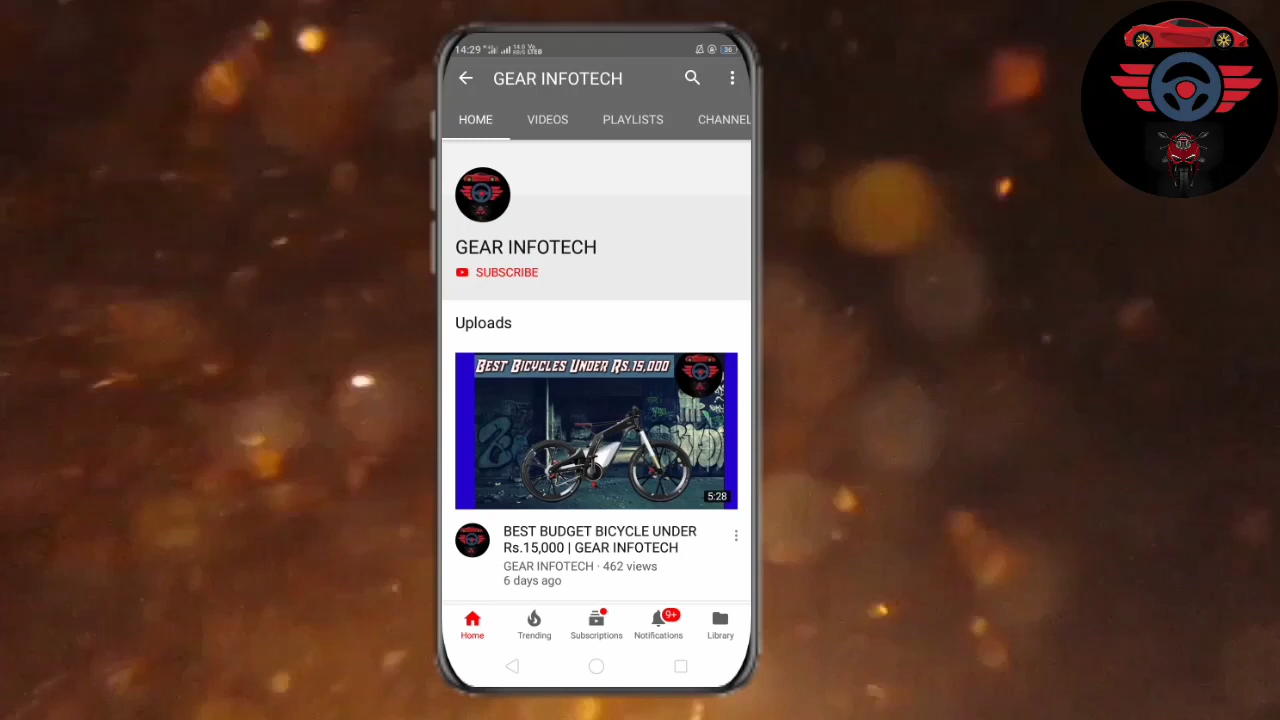 14:29
36
GEAR INFOTECH
HOME VIDEOS PLAYLISTS CHANNEL
GEAR INFOTECH
SUBSCRIBE
Uploads
BEST BICYCLES UNDER RS.15,000
5:28
BEST BUDGET BICYCLE UNDER
Rs.15,000 | GEAR INFOTECH
GEAR INFOTECH · 462 views
6 days ago
9+
Home Trending Subscriptions Notifications Library